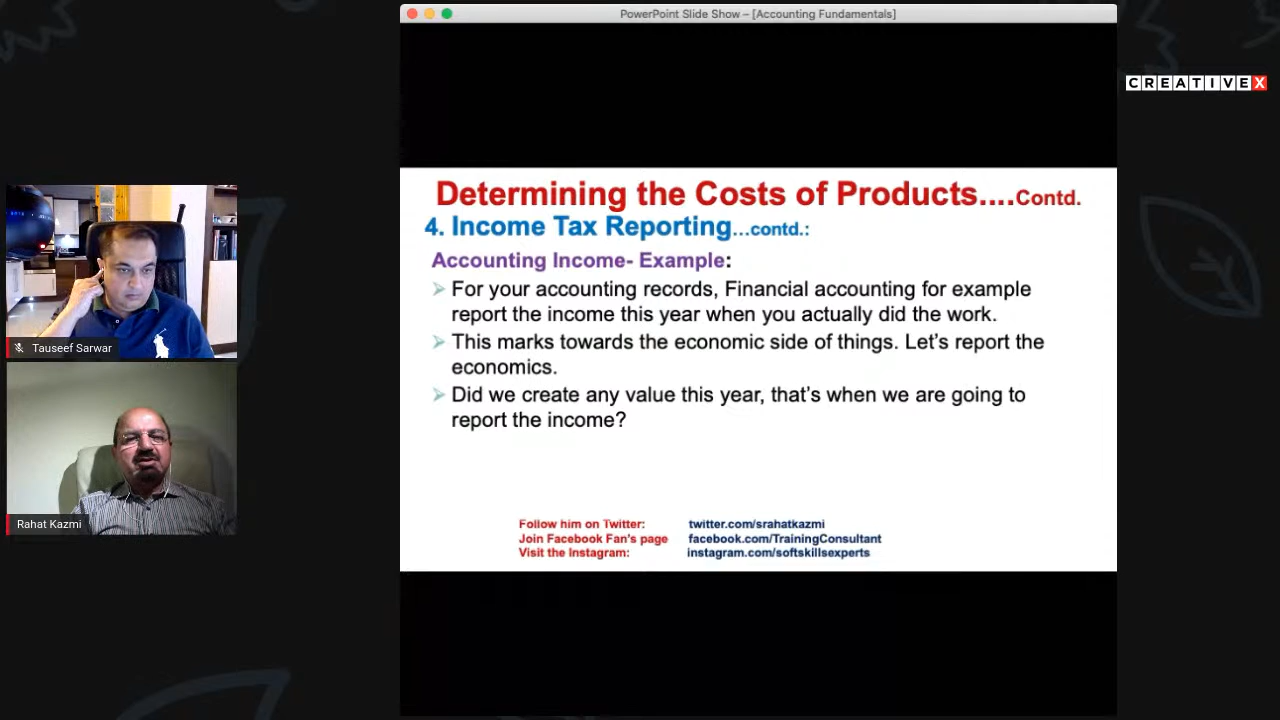 PowerPoint Slide Show – [Accounting Fundamentals]
CREATIVEX
Determining the Costs of Products....Contd.
4. Income Tax Reporting...contd.:
Accounting Income- Example:
For your accounting records, Financial accounting for example
report the income this year when you actually did the work.
This marks towards the economic side of things. Let's report the
economics.
Did we create any value this year, that's when we are going to
report the income?
Follow him on Twitter: twitter.com/srahatkazmi
Join Facebook Fan's page facebook.com/TrainingConsultant
Visit the Instagram: instagram.com/softskillsexperts
Tauseef Sarwar
Rahat Kazmi